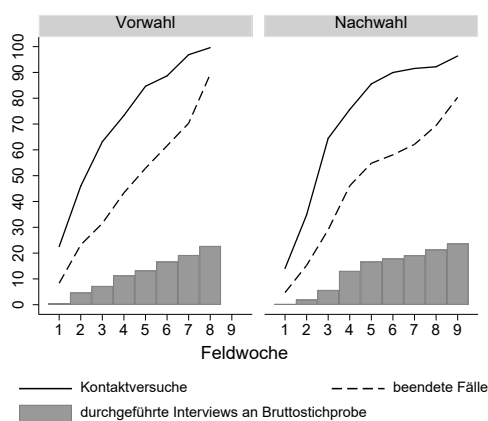 Vorwahl Nachwahl
100
90
80
70
60
50
40
30
20
10
0
1 2 3 4 5 6 7 8 9 1 2 3 4 5 6 7 8 9
Feldwoche
Kontaktversuche beendete Fälle
durchgeführte Interviews an Bruttostichprobe